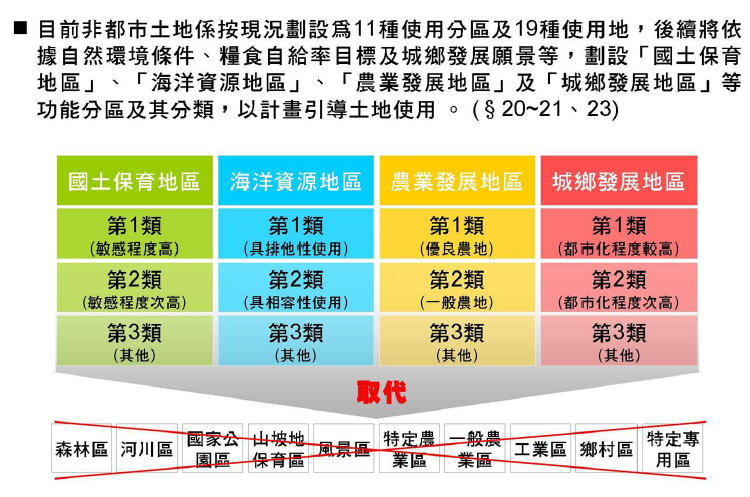 ■ 目前非都市土地係按現況劃設為11種使用分區及19種使用地，後續將依
據自然環境條件、糧食自給率目標及城鄉發展願景等，劃設「國土保育
地區」、「海洋資源地區」、「農業發展地區」及「城鄉發展地區」等
功能分區及其分類，以計畫引導土地使用 。 (§20~21、23)
國土保育地區 海洋資源地區 農業發展地區 城鄉發展地區
第1類 第1類 第1類 第1類
(敏感程度高) (具排他性使用) (優良農地) (都市化程度較高)
第2類 第2類 第2類 第2類
(敏感程度次高) (具相容性使用) (一般農地) (都市化程度次高)
第3類 第3類 第3類 第3類
(其他) (其他) (其他) (其他)
取代
森林區 河川區 國家公園區 山坡地保育區 風景區 特定農業區 一般農業區 工業區 鄉村區 特定專用區